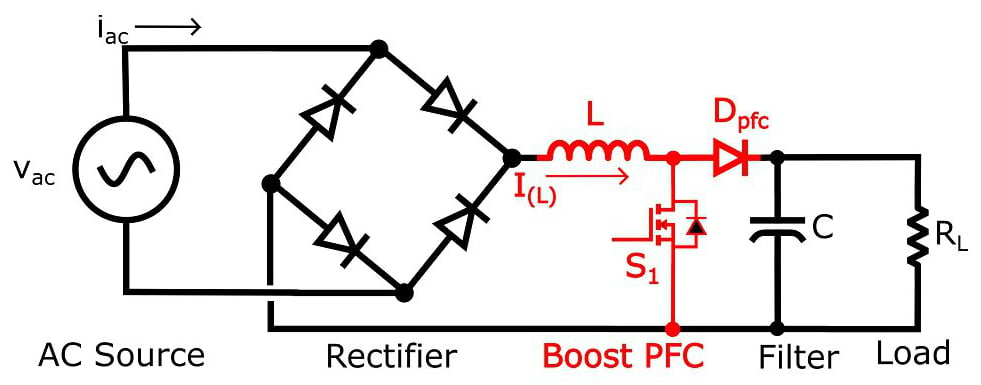 iac
L
Dpfc
vac
I(L)
C
RL
S1
AC Source
Rectifier
Boost PFC
Filter
Load